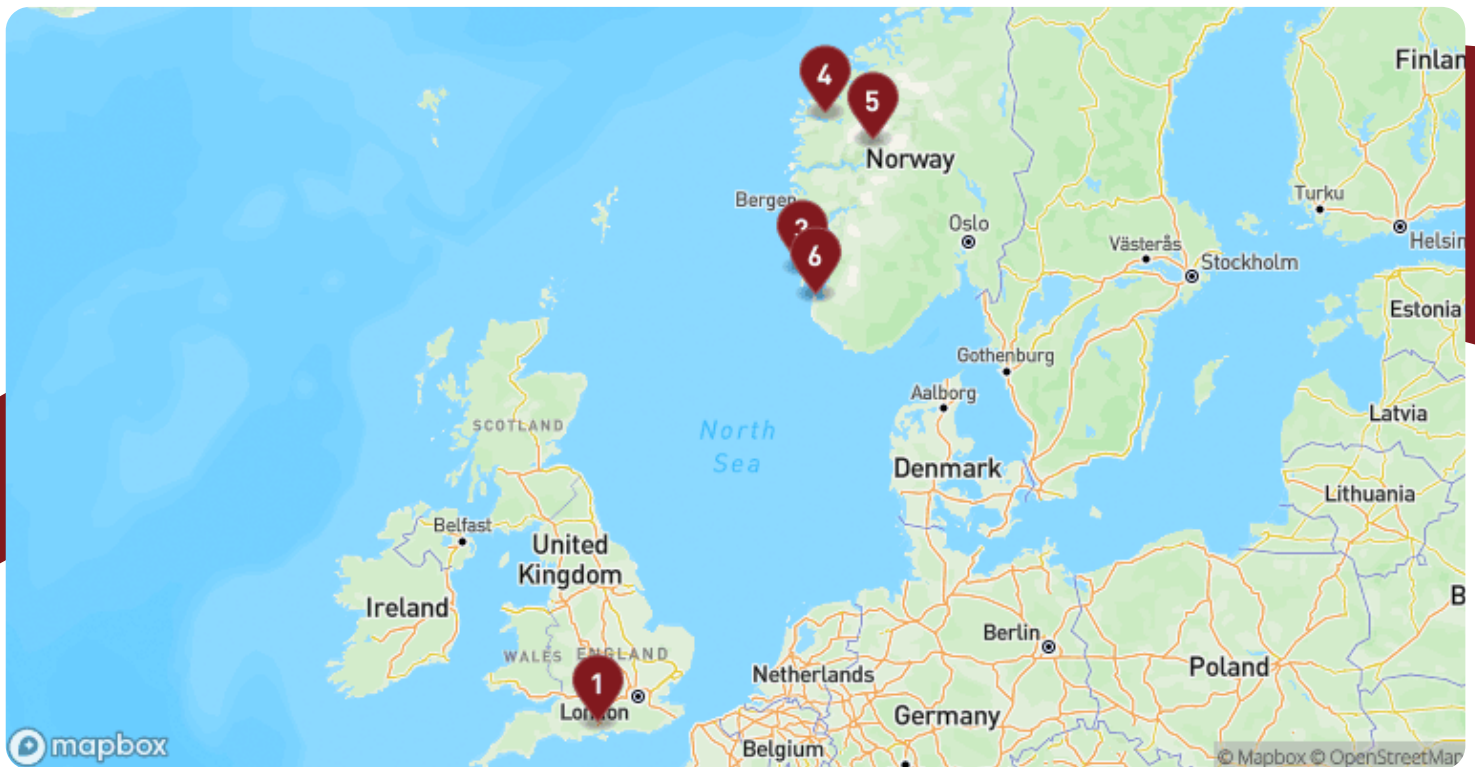 Finlan
4
5
Norway
Turku
Bergen
Oslo
Helsin
3
Västerås
Stockholm
6
Estonia
Gothenburg
Aalborg
Latvia
SCOTLAND
North
Sea
Denmark
Lithuania
Belfast
United
Kingdom
B
Ireland
Berlin
WALES
ENGLAND
Poland
Netherlands
1
London
Germany
Belgium
mapbox
© Mapbox © OpenStreetMap